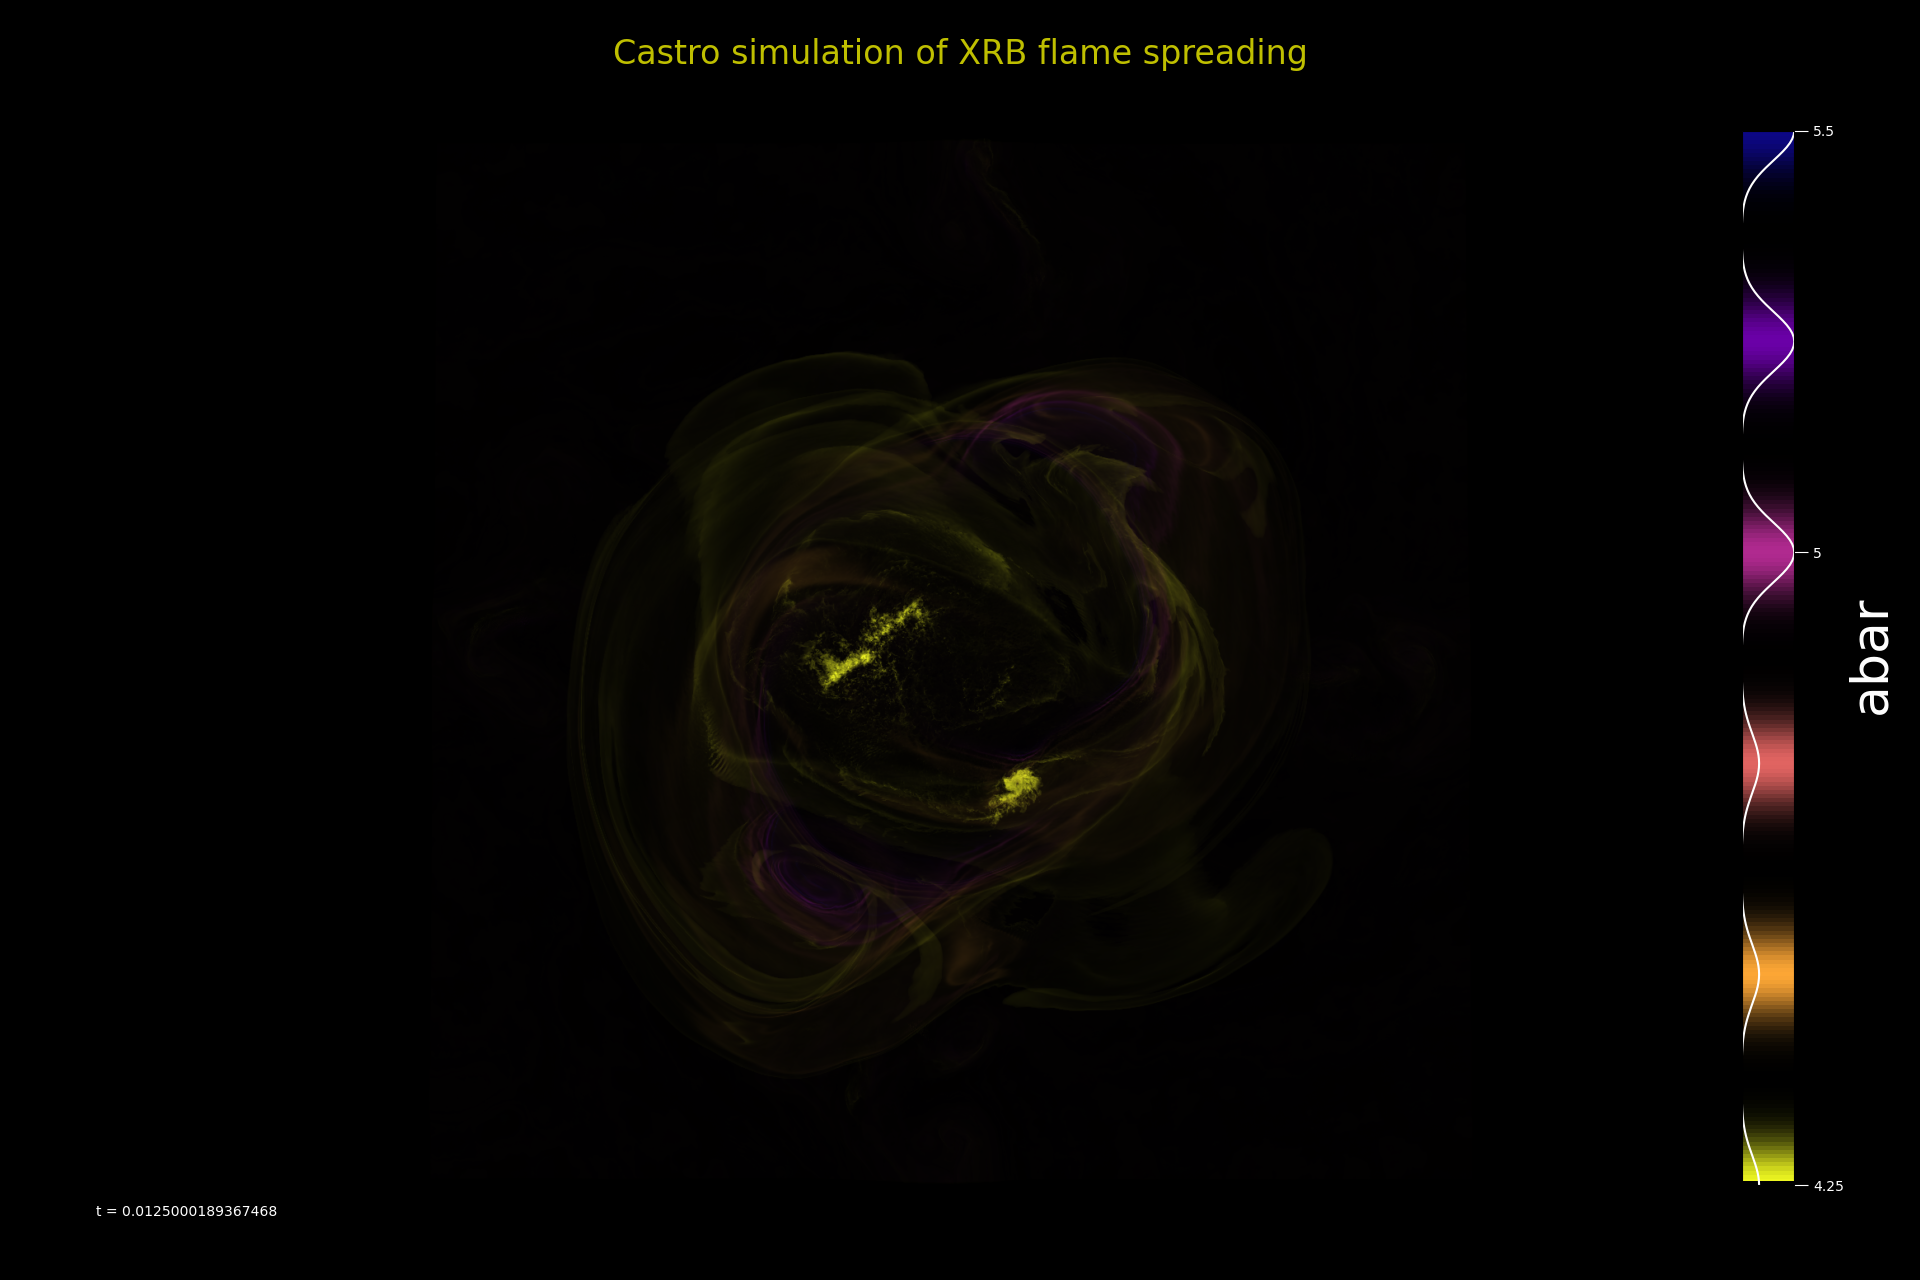 Castro simulation of XRB flame spreading
5.5
5
abar
4.25
t = 0.0125000189367468